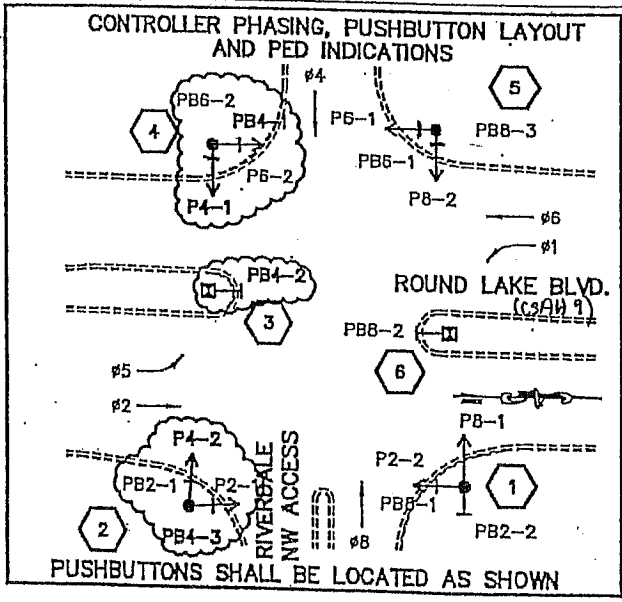 CONTROLLER PHASING, PUSHBUTTON LAYOUT
AND PED INDICATIONS
ø4
5
PB6-2
4
PB4-1
P6-1
PB8-3
PB6-1
P6-2
P4-1
P8-2
ø6
ø1
PB4-2
ROUND LAKE BLVD.
(CSAH 9)
3
PB8-2
ø5
6
ø2
P8-1
P4-2
P2-2
PB2-1
P2-1
PB8-1
1
2
PB4-3
RIVERDALE
NW ACCESS
ø8
PB2-2
PUSHBUTTONS SHALL BE LOCATED AS SHOWN